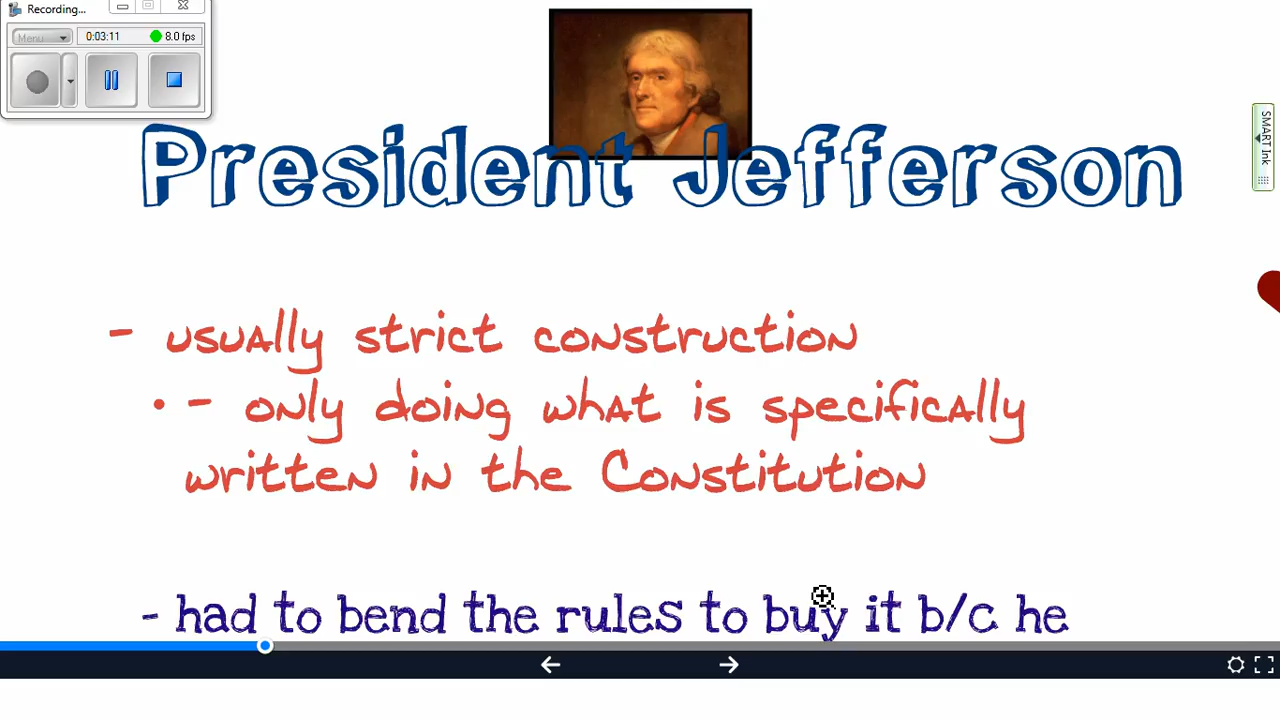 Recording...
Menu
0:03:11
8.0 fps
President Jefferson
SMART Ink
- usually strict construction
• - only doing what is specifically
written in the Constitution
- had to bend the rules to buy it b/c he